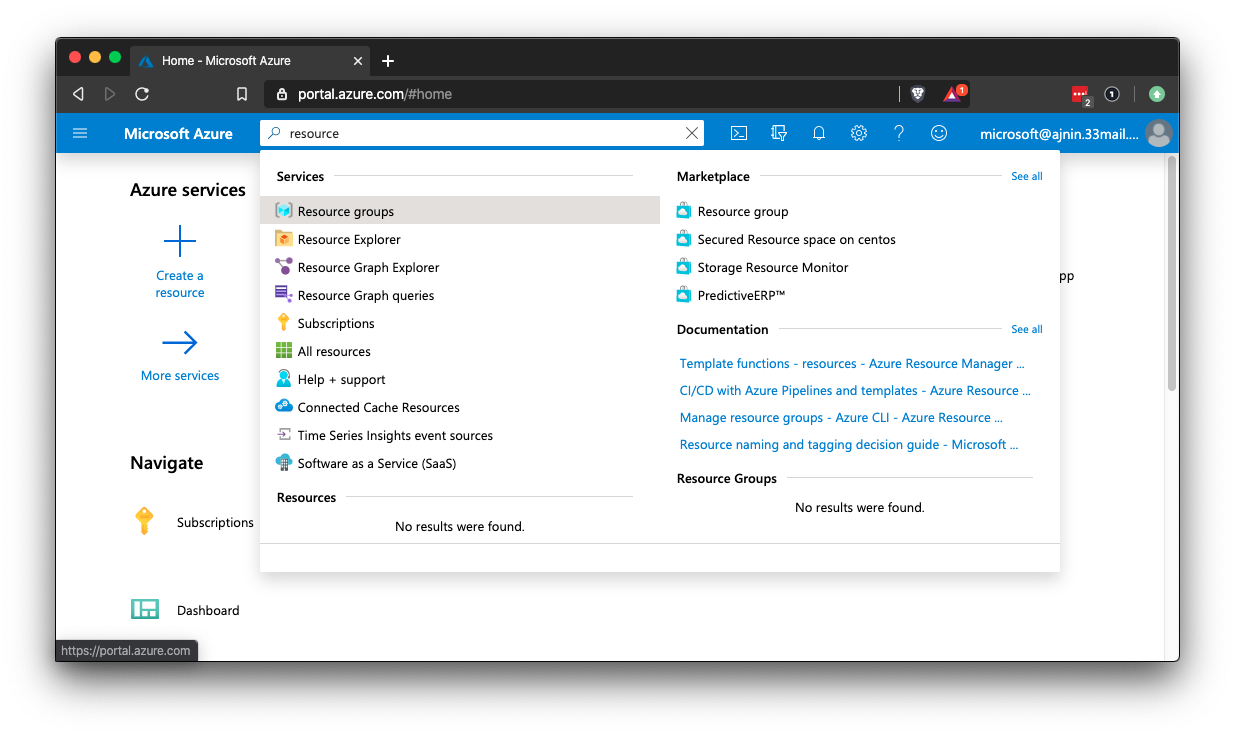 Home - Microsoft Azure
portal.azure.com/#home
1
2
1
Microsoft Azure
resource
microsoft@ajnin.33mail....
Azure services
Create a
resource
More services
Navigate
Subscriptions
Dashboard
Services
Resource groups
Resource Explorer
Resource Graph Explorer
Resource Graph queries
Subscriptions
All resources
Help + support
Connected Cache Resources
Time Series Insights event sources
Software as a Service (SaaS)
Resources
No results were found.
Marketplace
See all
Resource group
Secured Resource space on centos
Storage Resource Monitor
PredictiveERP™
Documentation
See all
Template functions - resources - Azure Resource Manager ...
CI/CD with Azure Pipelines and templates - Azure Resource ...
Manage resource groups - Azure CLI - Azure Resource ...
Resource naming and tagging decision guide - Microsoft ...
Resource Groups
No results were found.
pp
https://portal.azure.com